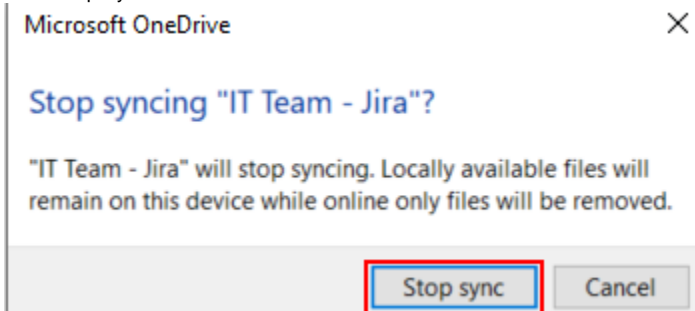 Microsoft OneDrive
Stop syncing "IT Team - Jira"?
"IT Team - Jira" will stop syncing. Locally available files will
remain on this device while online only files will be removed.
Stop sync
Cancel